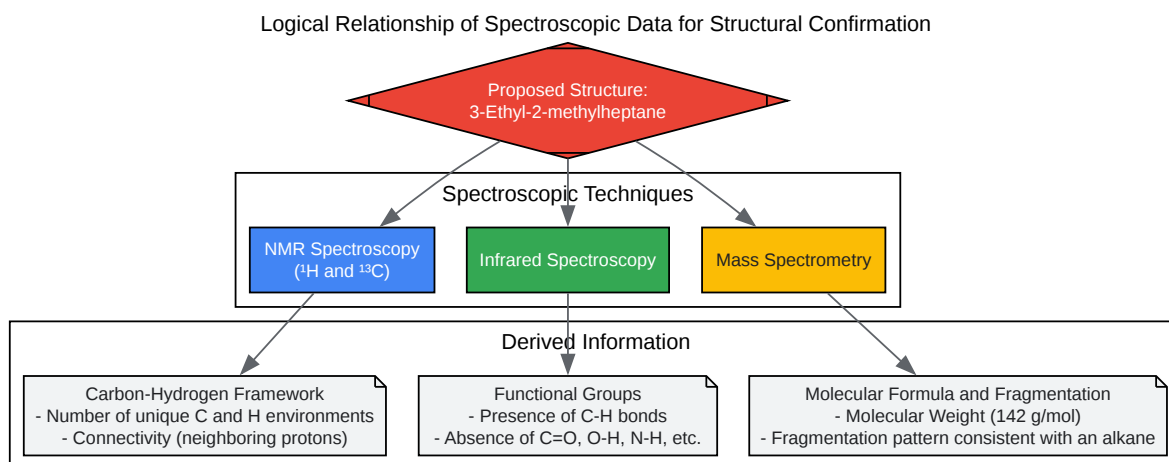 Logical Relationship of Spectroscopic Data for Structural Confirmation
Proposed Structure:
3-Ethyl-2-methylheptane
Spectroscopic Techniques
NMR Spectroscopy
(¹H and ¹³C)
Infrared Spectroscopy
Mass Spectrometry
Derived Information
Carbon-Hydrogen Framework
- Number of unique C and H environments
- Connectivity (neighboring protons)
Functional Groups
- Presence of C-H bonds
- Absence of C=O, O-H, N-H, etc.
Molecular Formula and Fragmentation
- Molecular Weight (142 g/mol)
- Fragmentation pattern consistent with an alkane